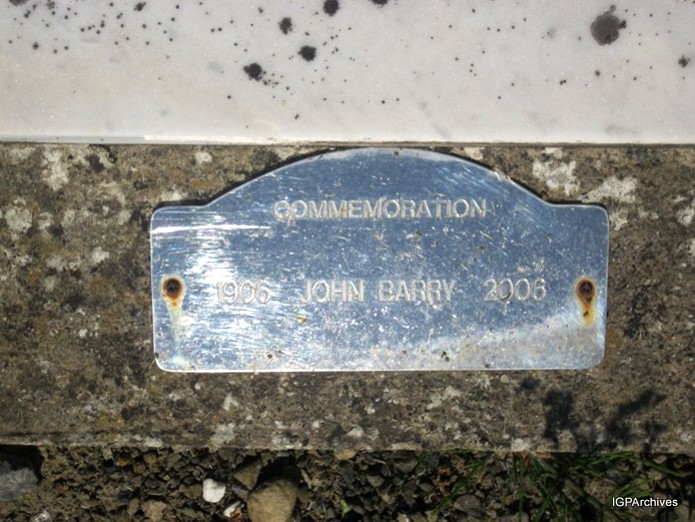 COMMEMORATION
1906 JOHN BARRY 2006
IGPArchives